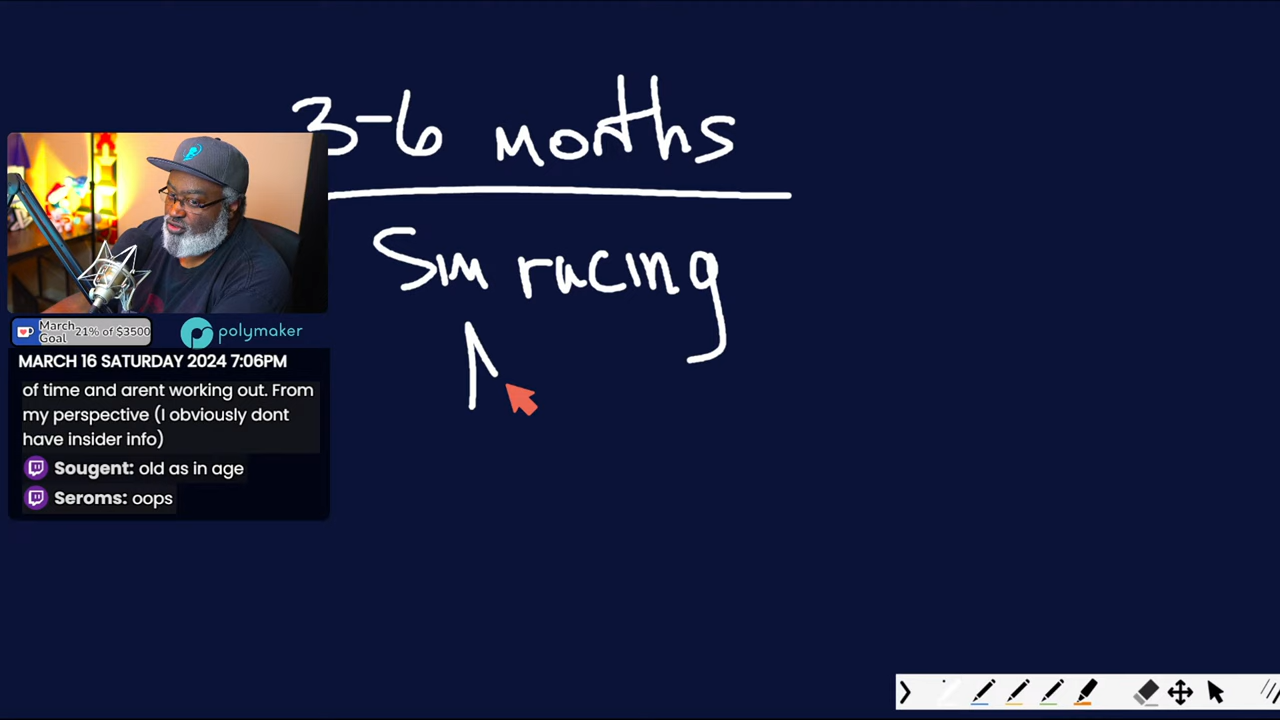 3-6 months
Sim racing
March Goal 21% of $3500
polymaker
MARCH 16 SATURDAY 2024 7:06PM
of time and arent working out. From
my perspective (I obviously dont
have insider info)
Sougent: old as in age
Seroms: oops